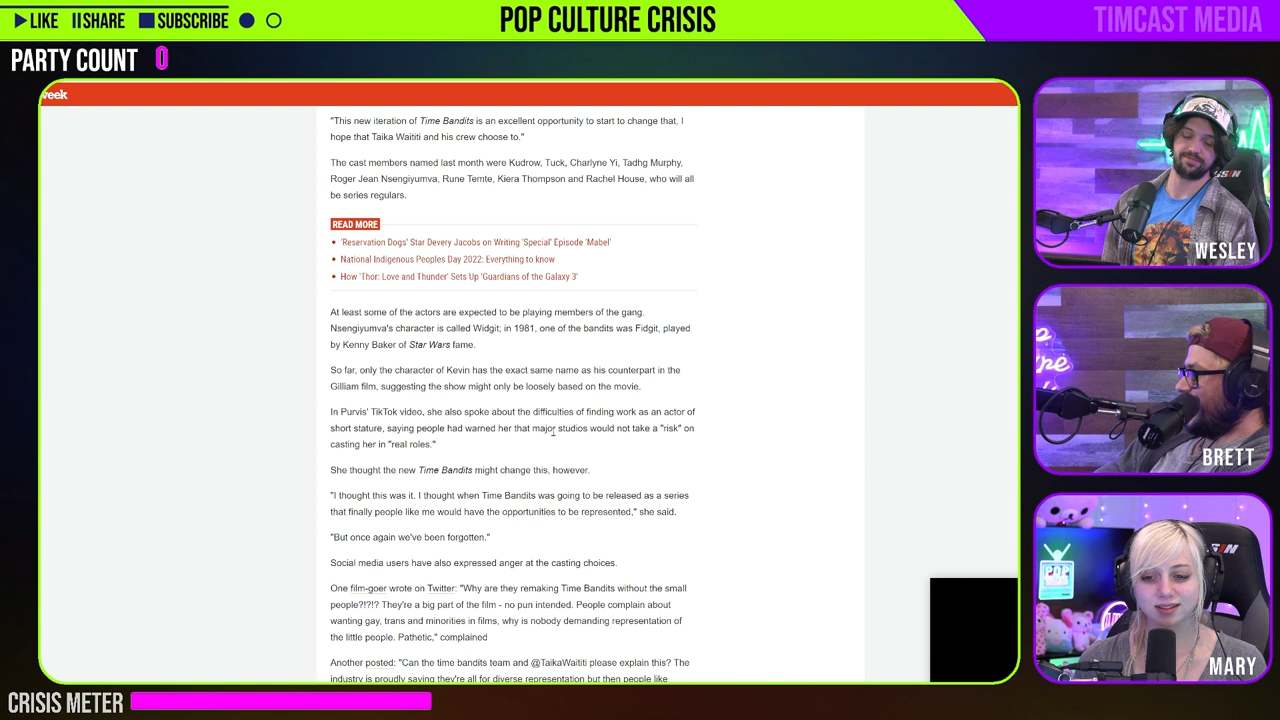 LIKE SHARE SUBSCRIBE
POP CULTURE CRISIS
TIMCAST MEDIA
PARTY COUNT 0
eek
"This new iteration of Time Bandits is an excellent opportunity to start to change that, I
hope that Taika Waititi and his crew choose to."
The cast members named last month were Kudrow, Tuck, Charlyne Yi, Tadhg Murphy,
Roger Jean Nsengiyumva, Rune Temte, Kiera Thompson and Rachel House, who will all
be series regulars.
READ MORE
• 'Reservation Dogs' Star Devery Jacobs on Writing 'Special' Episode 'Mabel'
• National Indigenous Peoples Day 2022: Everything to know
• How 'Thor: Love and Thunder' Sets Up 'Guardians of the Galaxy 3'
At least some of the actors are expected to be playing members of the gang.
Nsengiyumva's character is called Widgit; in 1981, one of the bandits was Fidgit, played
by Kenny Baker of Star Wars fame.
So far, only the character of Kevin has the exact same name as his counterpart in the
Gilliam film, suggesting the show might only be loosely based on the movie.
In Purvis' TikTok video, she also spoke about the difficulties of finding work as an actor of
short stature, saying people had warned her that major studios would not take a "risk" on
casting her in "real roles."
She thought the new Time Bandits might change this, however.
"I thought this was it. I thought when Time Bandits was going to be released as a series
that finally people like me would have the opportunities to be represented," she said.
"But once again we've been forgotten."
Social media users have also expressed anger at the casting choices.
One film-goer wrote on Twitter: "Why are they remaking Time Bandits without the small
people?!?!? They're a big part of the film - no pun intended. People complain about
wanting gay, trans and minorities in films, why is nobody demanding representation of
the little people. Pathetic," complained
Another posted: "Can the time bandits team and @TaikaWaititi please explain this? The
industry is proudly saying they're all for diverse representation but then people like
WESLEY
BRETT
MARY
CRISIS METER